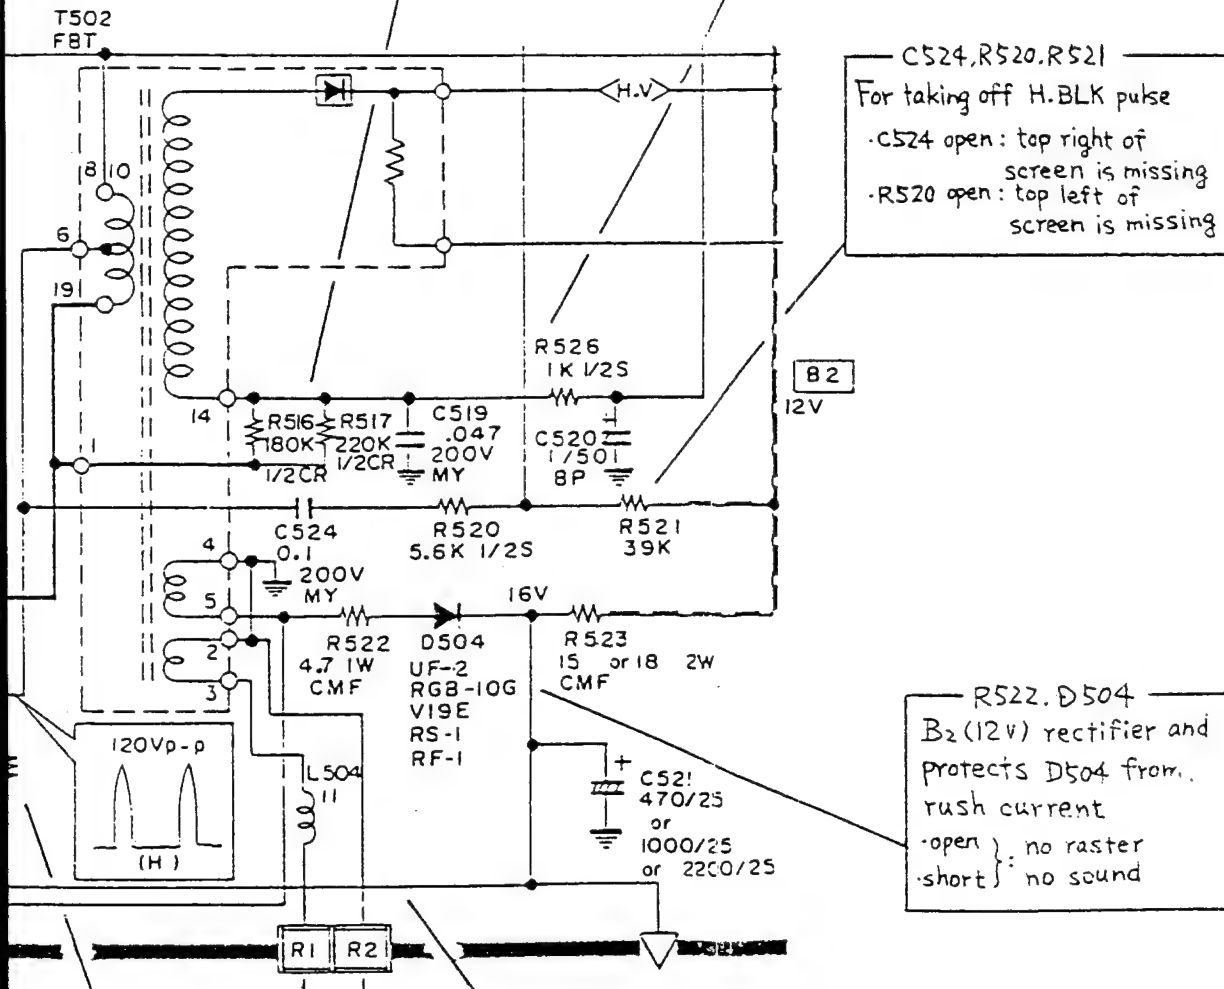 T502
FBT
C524, R520, R521
For taking off H.BLK pulse
·C524 open : top right of
screen is missing
·R520 open : top left of
screen is missing
H.V
8
10
6
19
R526
1K 1/2S
B2
12V
14
R516
180K
1/2CR
R517
220K
1/2CR
C519
.047
200V
MY
+
C520
1/50
BP
1
C524
0.1
200V
MY
R520
5.6K 1/2S
R521
39K
4
5
2
3
16V
R522
4.7 1W
CMF
D504
UF-2
RGB-10G
V19E
RS-1
RF-1
R523
15 or 18 2W
CMF
R522. D504
B2(12V) rectifier and
protects D504 from
rush current
·open
·short } : no raster
no sound
120Vp-p
(H)
L504
11
+
C521
470/25
or
1000/25
or 2200/25
R1
R2